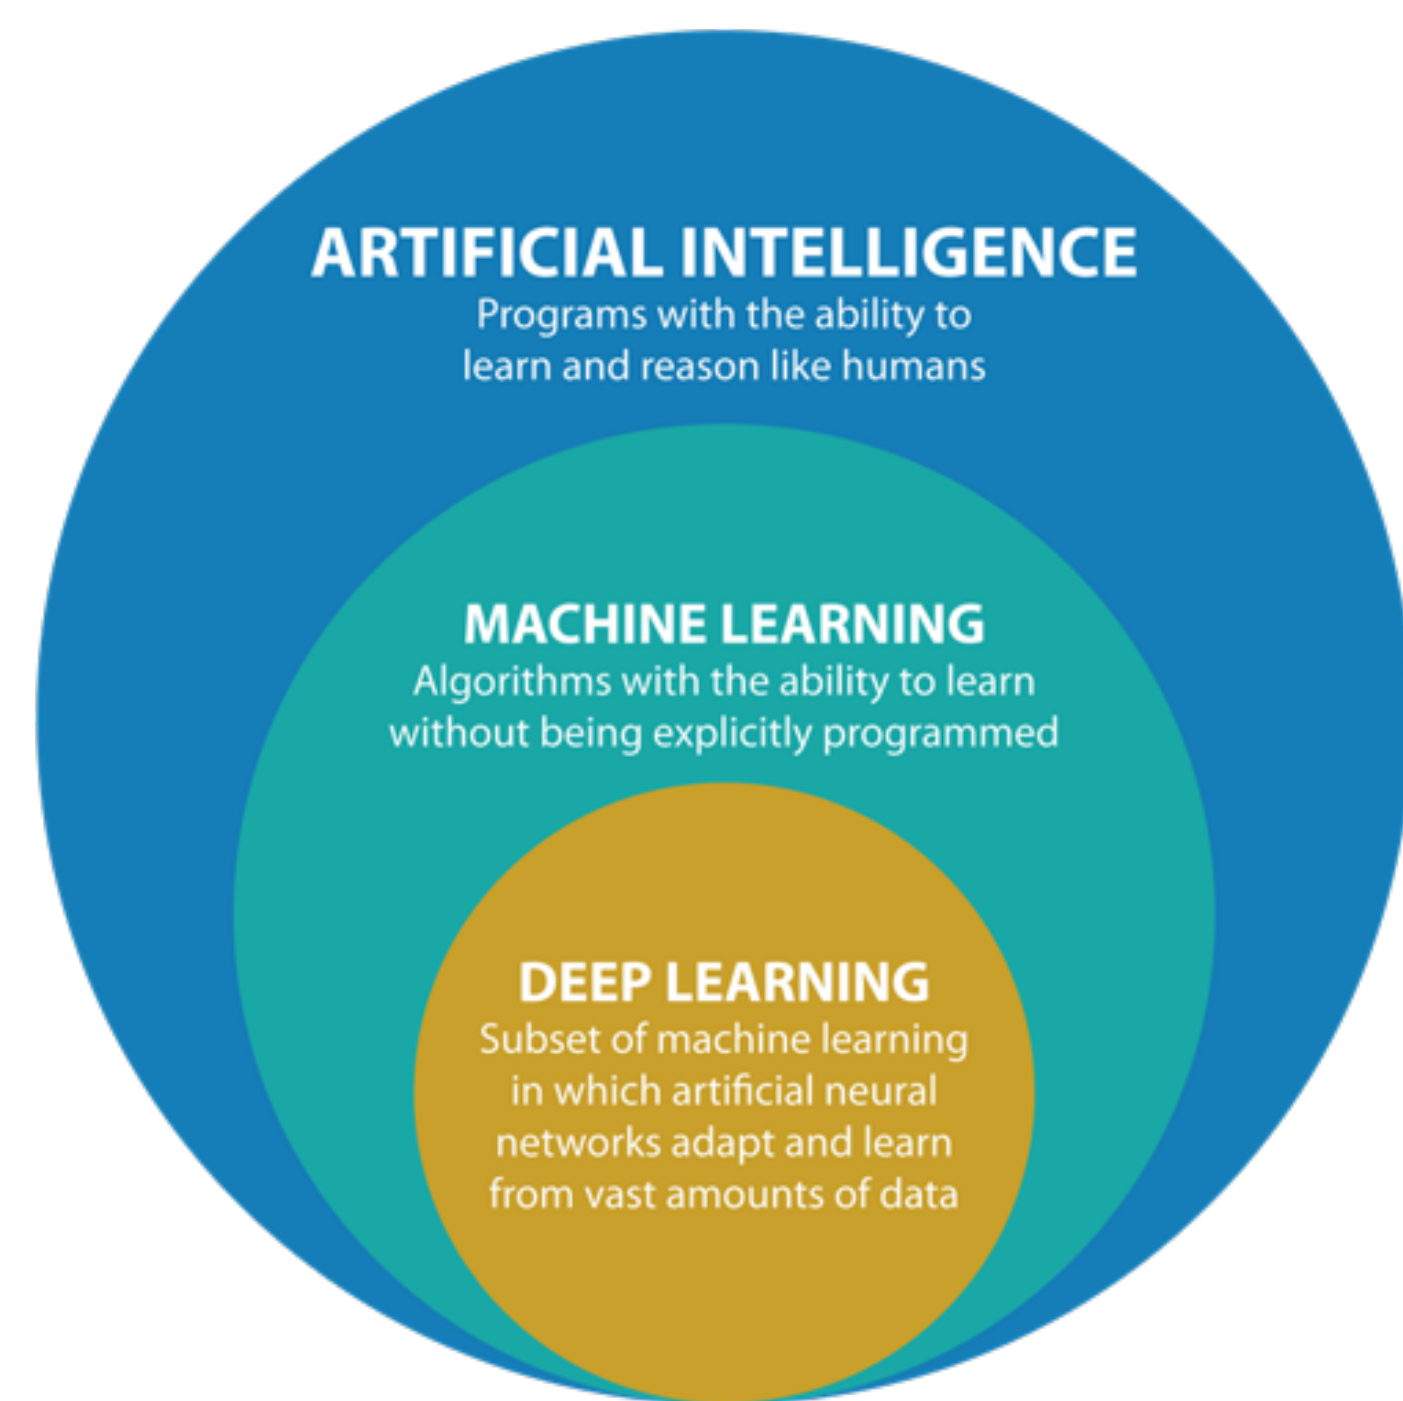 ARTIFICIAL INTELLIGENCE
Programs with the ability to
learn and reason like humans
MACHINE LEARNING
Algorithms with the ability to learn
without being explicitly programmed
DEEP LEARNING
Subset of machine learning
in which artificial neural
networks adapt and learn
from vast amounts of data